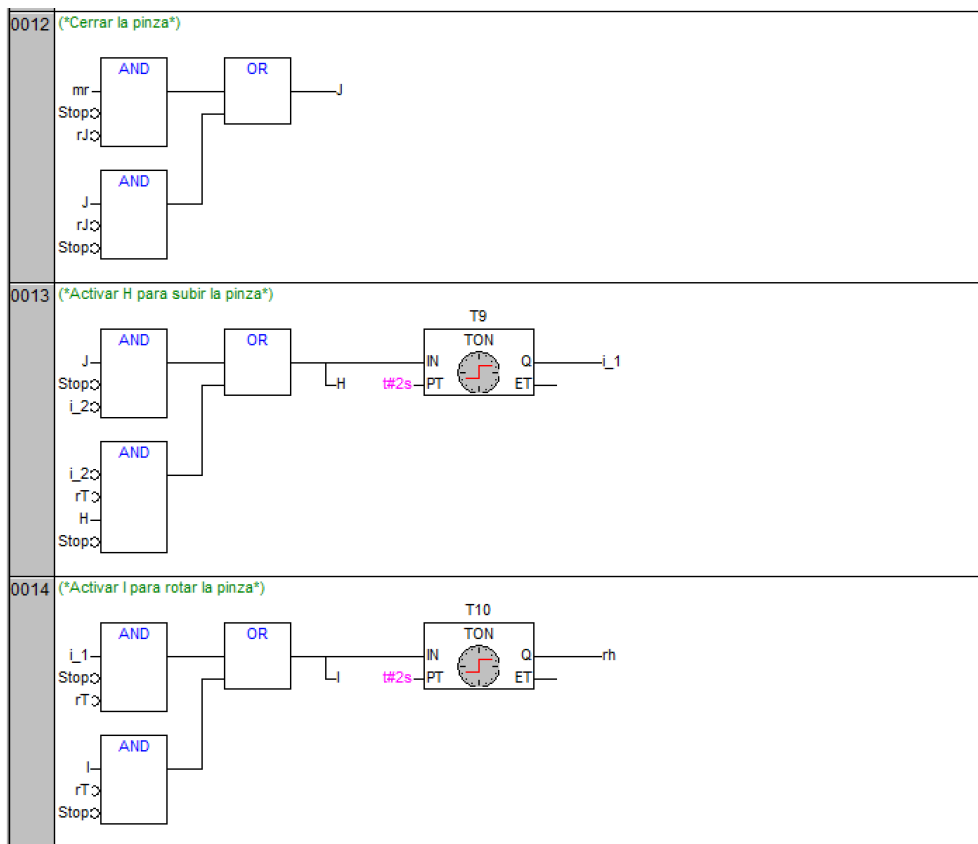 0012 (*Cerrar la pinza*)
AND
OR
mr
J
Stop
rJ
AND
J
rJ
Stop
0013 (*Activar H para subir la pinza*)
T9
AND
OR
TON
J
IN
Q
i_1
Stop
H
t#2s
PT
ET
i_2
AND
i_2
rT
H
Stop
0014 (*Activar I para rotar la pinza*)
T10
AND
OR
TON
i_1
IN
Q
rh
Stop
I
t#2s
PT
ET
rT
AND
I
rT
Stop